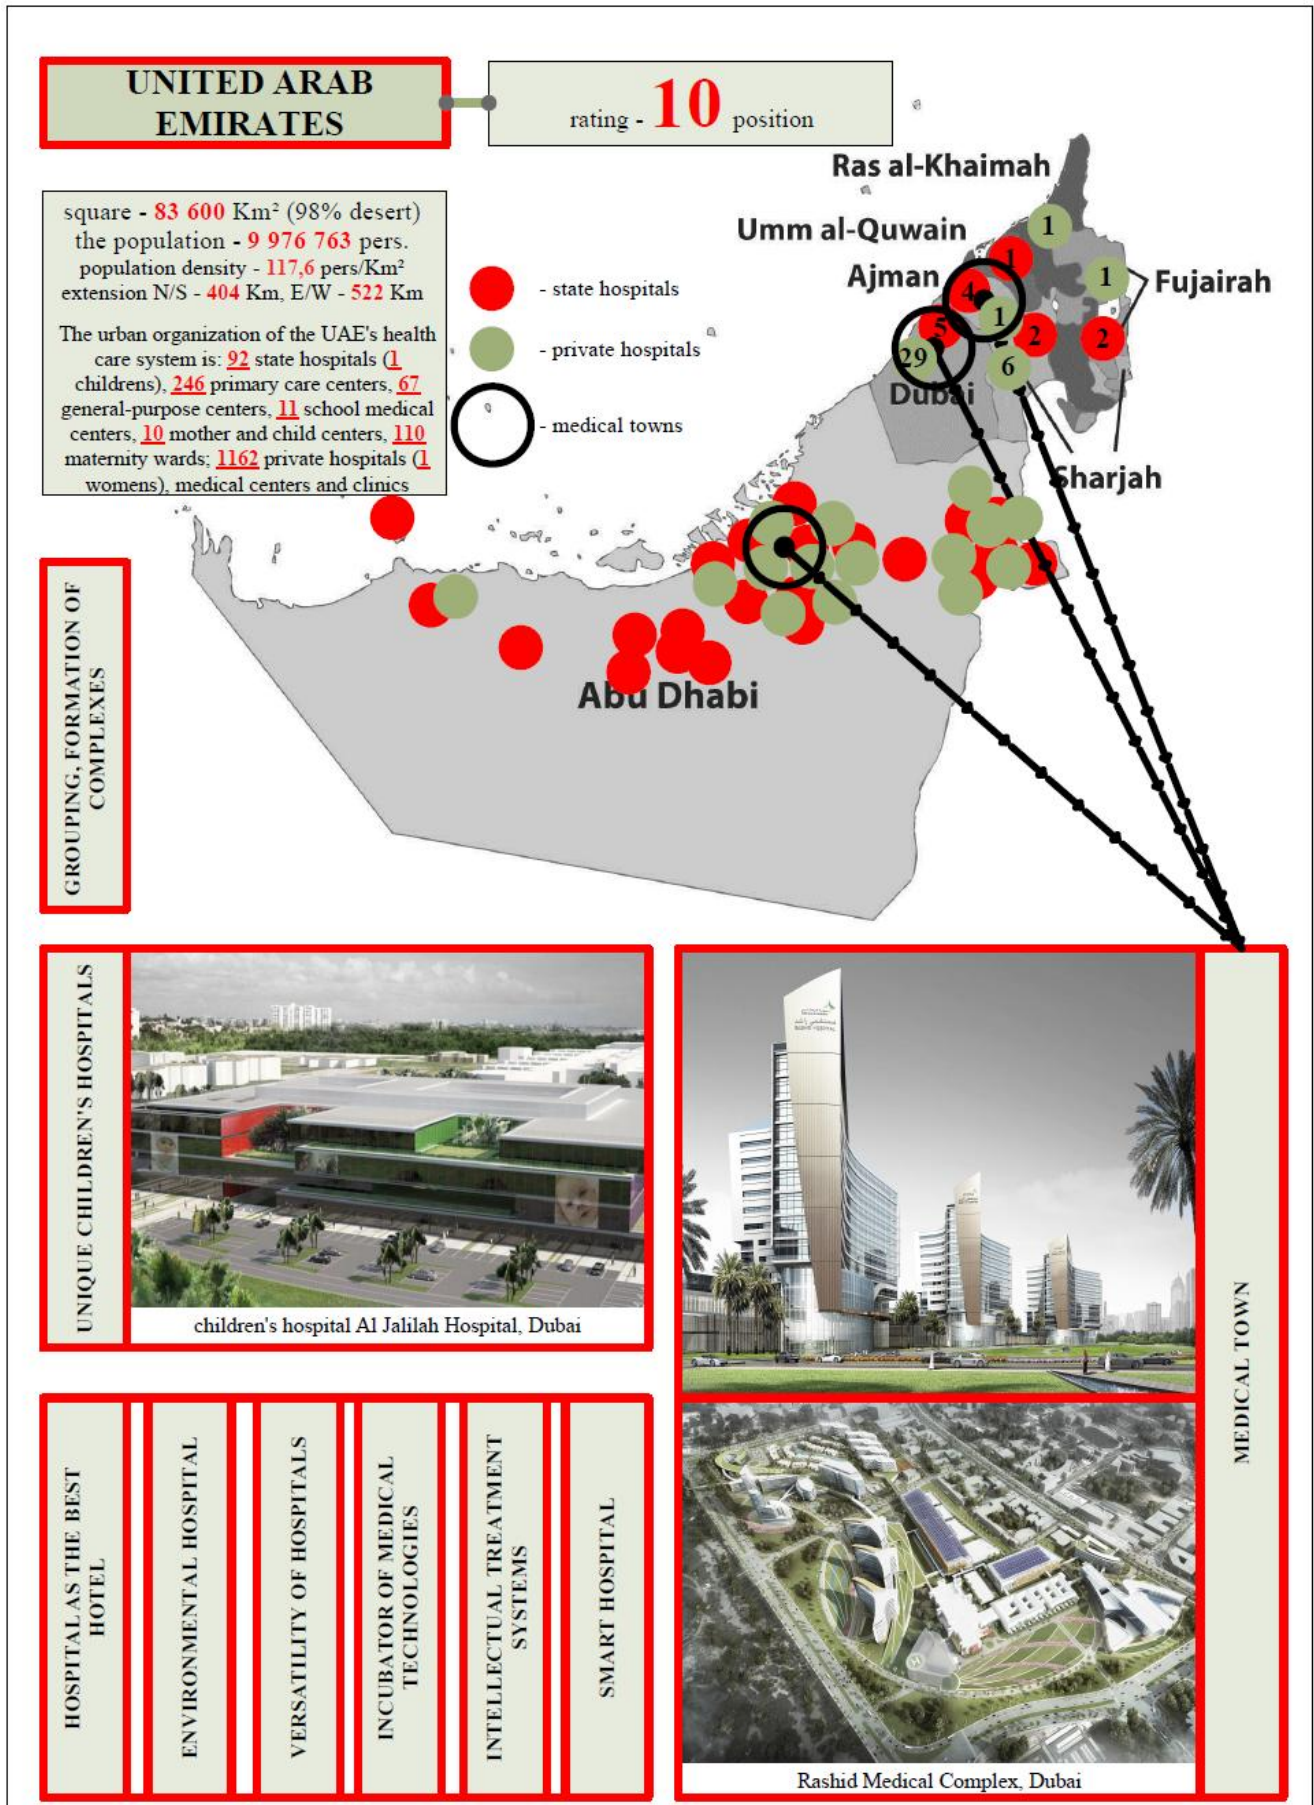 UNITED ARAB
EMIRATES
rating - 10 position
square - 83 600 Km² (98% desert)
the population - 9 976 763 pers.
population density - 117,6 pers/Km²
extension N/S - 404 Km, E/W - 522 Km
The urban organization of the UAE's health
care system is: 92 state hospitals (1
childrens), 246 primary care centers, 67
general-purpose centers, 11 school medical
centers, 10 mother and child centers, 110
maternity wards; 1162 private hospitals (1
womens), medical centers and clinics
- state hospitals
- private hospitals
- medical towns
Ras al-Khaimah
Umm al-Quwain
Ajman
Fujairah
Dubai
Sharjah
Abu Dhabi
1
1
1
4
1
5
2
2
29
6
GROUPING, FORMATION OF
COMPLEXES
UNIQUE CHILDREN'S HOSPITALS
children's hospital Al Jalilah Hospital, Dubai
MEDICAL TOWN
Rashid Medical Complex, Dubai
HOSPITAL AS THE BEST
HOTEL
ENVIRONMENTAL HOSPITAL
VERSATILITY OF HOSPITALS
INCUBATOR OF MEDICAL
TECHNOLOGIES
INTELLECTUAL TREATMENT
SYSTEMS
SMART HOSPITAL